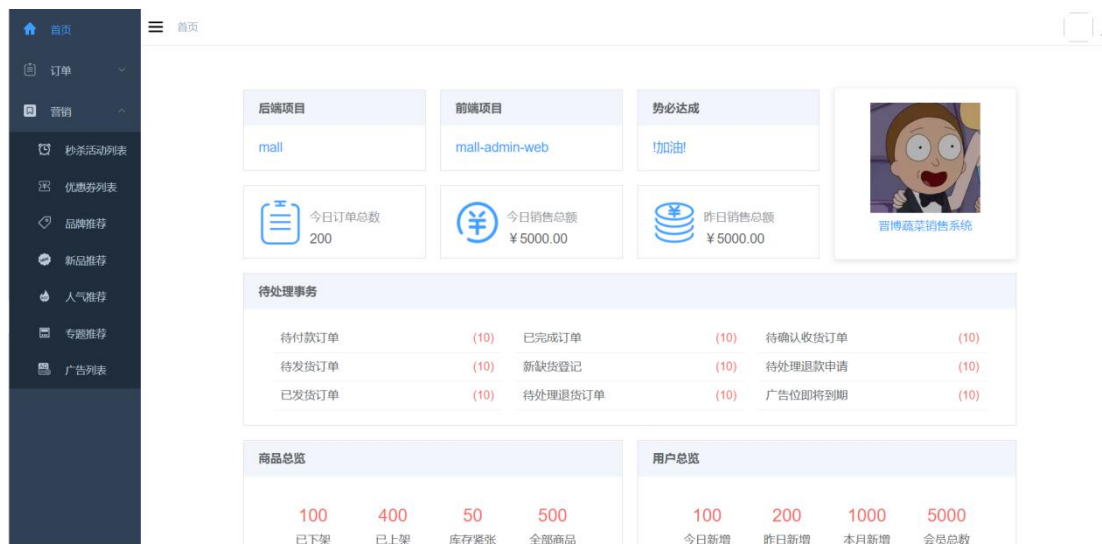 首页
订单
营销
秒杀活动列表
优惠券列表
品牌推荐
新品推荐
人气推荐
专题推荐
广告列表
首页
后端项目
mall
前端项目
mall-admin-web
势必达成
!加油!
今日订单总数
200
今日销售总额
¥5000.00
昨日销售总额
¥5000.00
晋博蔬菜销售系统
待处理事务
待付款订单 (10) 已完成订单 (10) 待确认收货订单 (10)
待发货订单 (10) 新缺货登记 (10) 待处理退款申请 (10)
已发货订单 (10) 待处理退货订单 (10) 广告位即将到期 (10)
商品总览
100 400 50 500
已下架 已上架 库存紧张 全部商品
用户总览
100 200 1000 5000
今日新增 昨日新增 本月新增 会员总数